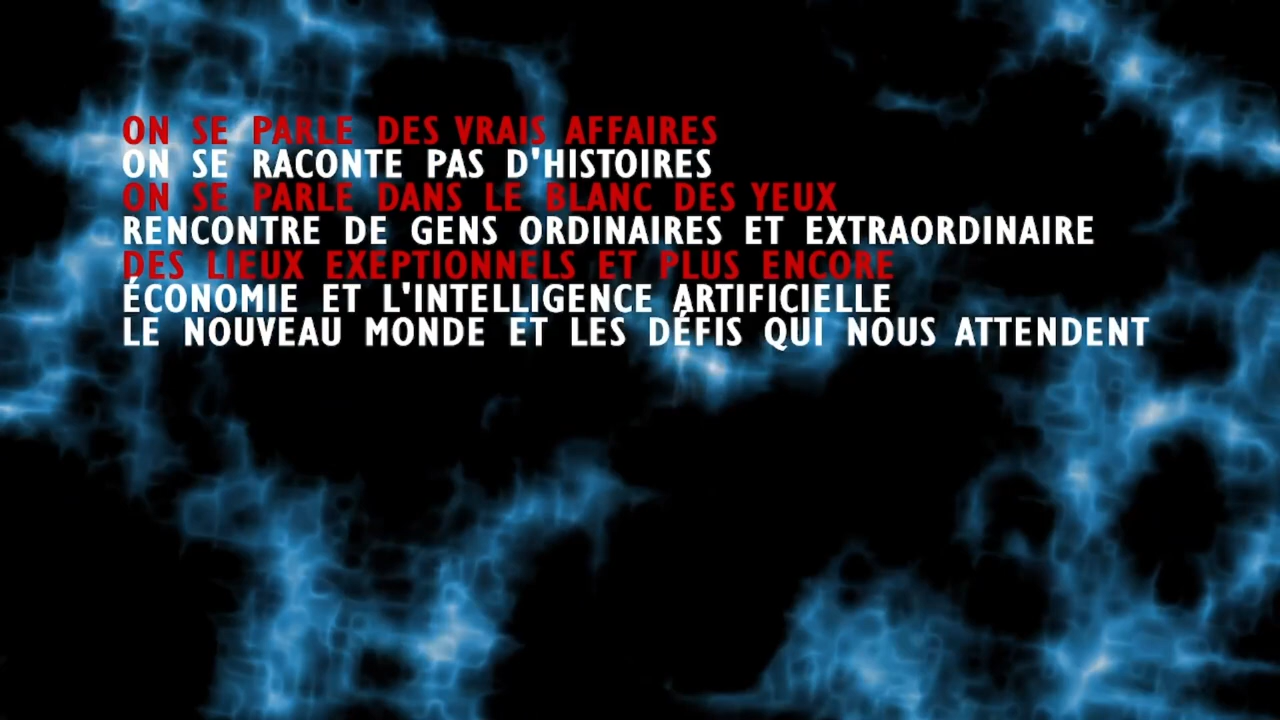 ON SE PARLE DES VRAIS AFFAIRES
ON SE RACONTE PAS D'HISTOIRES
ON SE PARLE DANS LE BLANC DES YEUX
RENCONTRE DE GENS ORDINAIRES ET EXTRAORDINAIRE
DES LIEUX EXEPTIONNELS ET PLUS ENCORE
ÉCONOMIE ET L'INTELLIGENCE ARTIFICIELLE
LE NOUVEAU MONDE ET LES DÉFIS QUI NOUS ATTENDENT